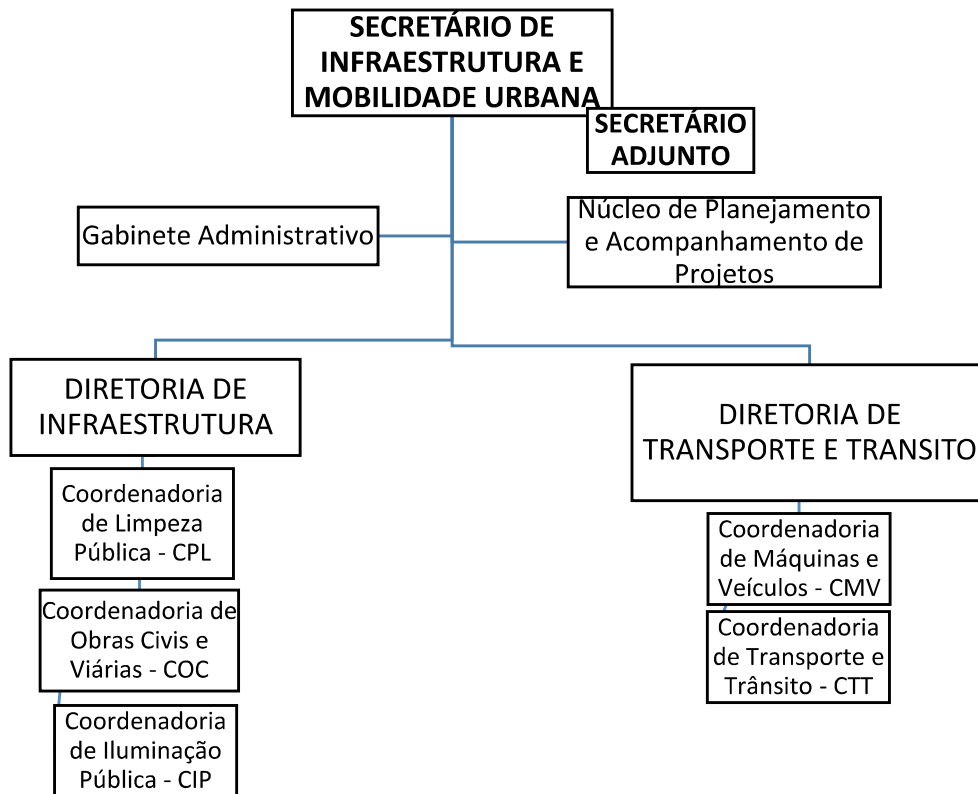 SECRETÁRIO DE
INFRAESTRUTURA E
MOBILIDADE URBANA
SECRETÁRIO
ADJUNTO
Gabinete Administrativo
Núcleo de Planejamento
e Acompanhamento de
Projetos
DIRETORIA DE
INFRAESTRUTURA
Coordenadoria
de Limpeza
Pública - CPL
Coordenadoria de
Obras Civis e
Viárias - COC
Coordenadoria
de Iluminação
Pública - CIP
DIRETORIA DE
TRANSPORTE E TRANSITO
Coordenadoria
de Máquinas e
Veículos - CMV
Coordenadoria
de Transporte e
Trânsito - CTT